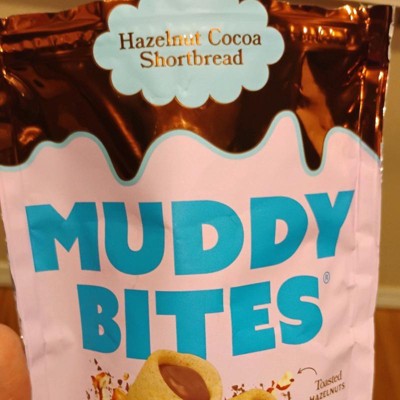 Hazelnut Cocoa
Shortbread
MUDDY
BITES®
Toasted
HAZELNUTS